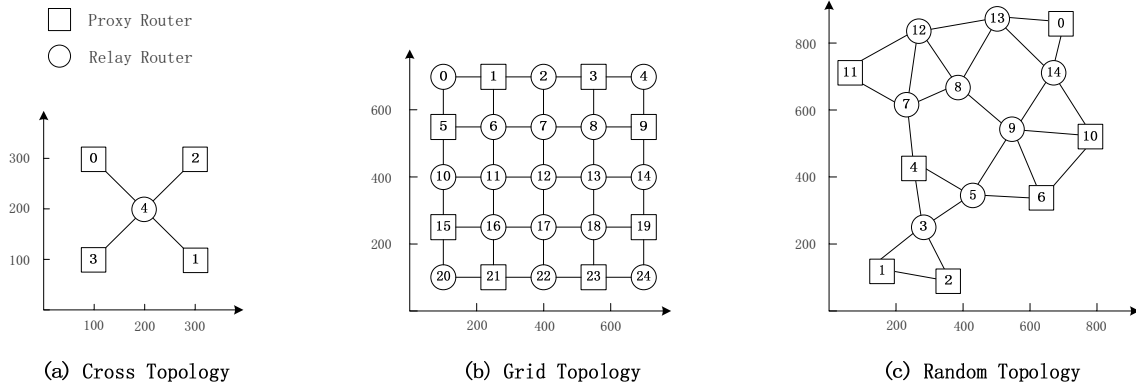 Proxy Router
Relay Router
0
2
4
3
1
300
200
100
100 200 300
(a) Cross Topology
0 1 2 3 4
5 6 7 8 9
10 11 12 13 14
15 16 17 18 19
20 21 22 23 24
600
400
200
200 400 600
(b) Grid Topology
13
0
12
11
14
8
7
9
10
4
5
6
3
1
2
800
600
400
200
200 400 600 800
(c) Random Topology